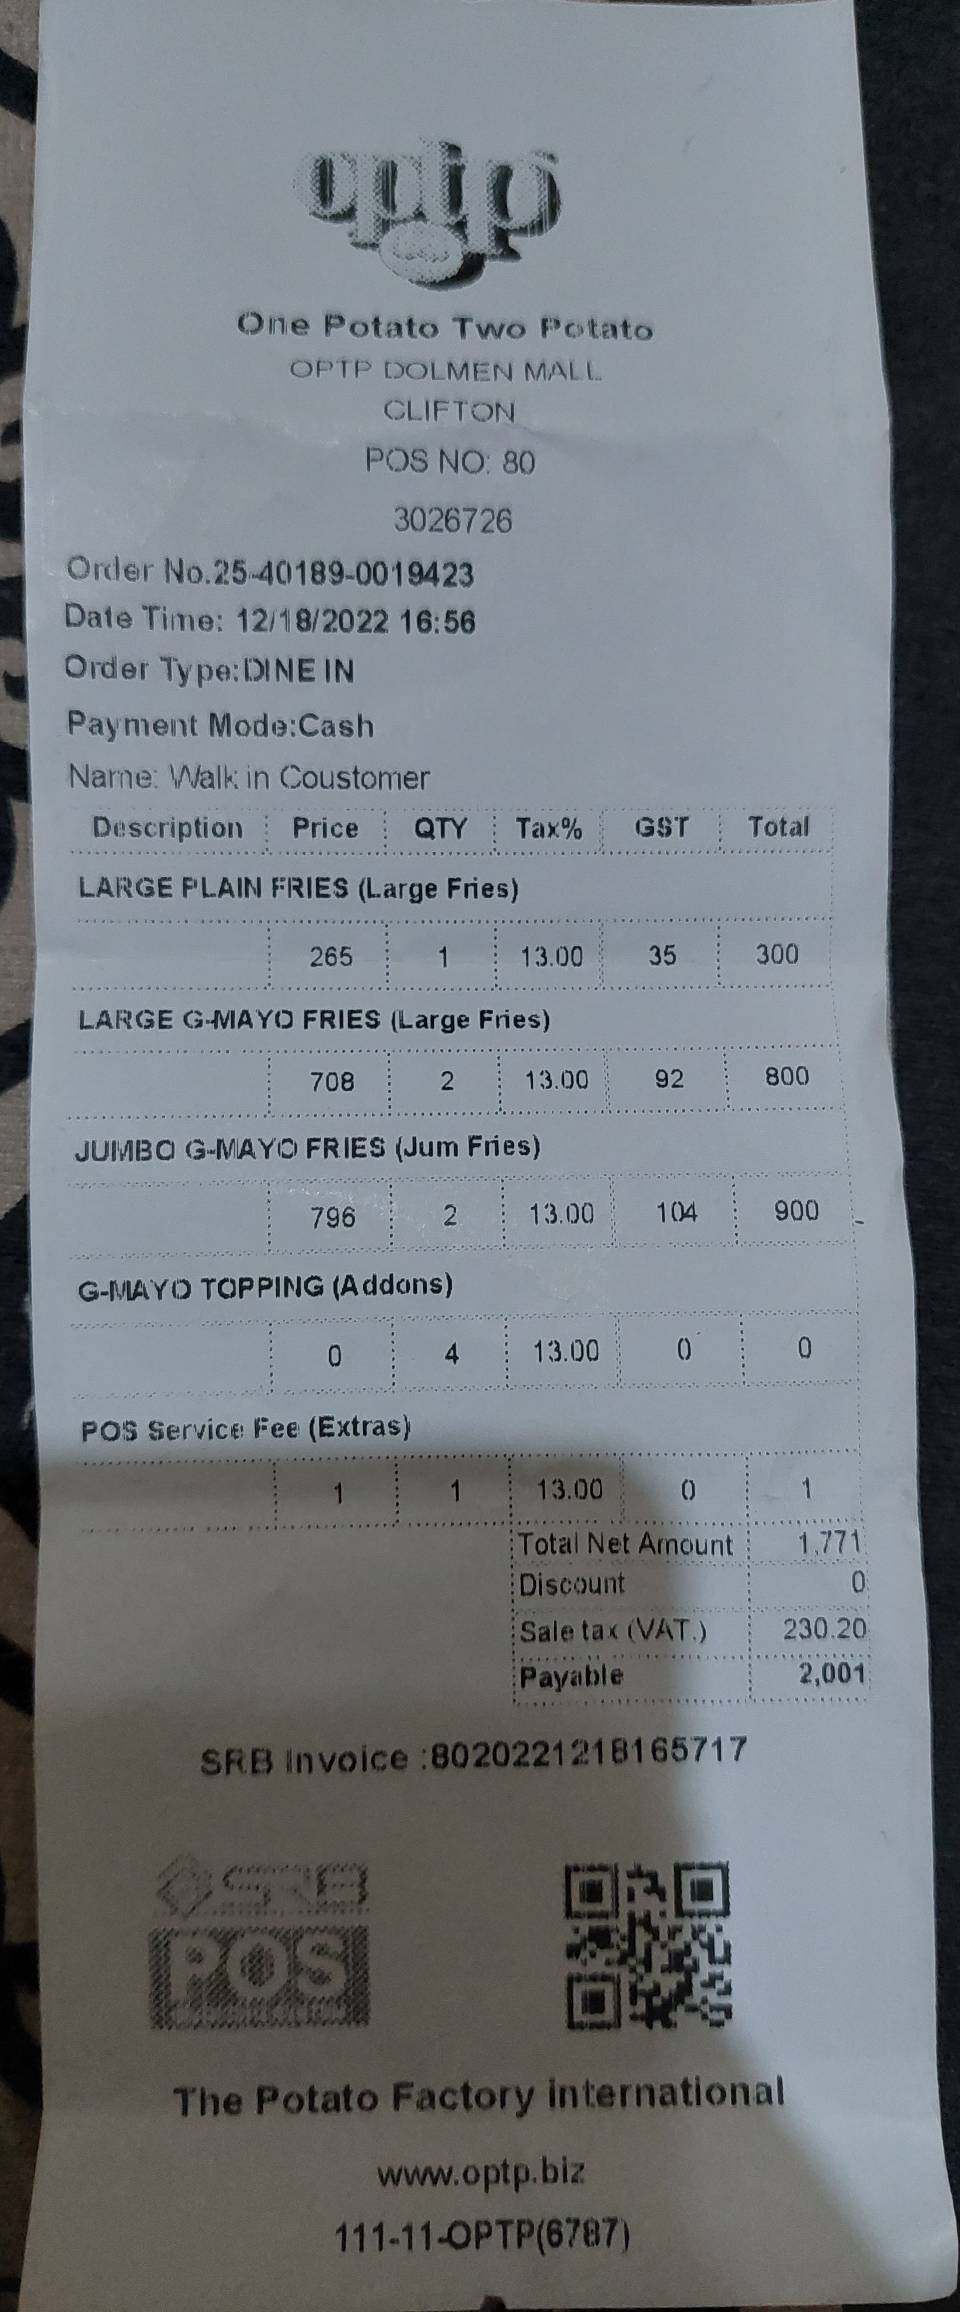 optp
One Potato Two Potato
OPTP DOLMEN MALL
CLIFTON
POS NO: 80
3026726
Order No.25-40189-0019423
Date Time: 12/18/2022 16:56
Order Type:DINE IN
Payment Mode:Cash
Name: Walk in Coustomer
Description Price QTY Tax% GST Total
LARGE PLAIN FRIES (Large Fries)
265 1 13.00 35 300
LARGE G-MAYO FRIES (Large Fries)
708 2 13.00 92 800
JUMBO G-MAYO FRIES (Jum Fries)
796 2 13.00 104 900
G-MAYO TOPPING (Addons)
0 4 13.00 0 0
POS Service Fee (Extras)
1 1 13.00 0 1
Total Net Amount 1,771
Discount 0
Sale tax (VAT.) 230.20
Payable 2,001
SRB Invoice :8020221218165717
SRB
POS
The Potato Factory international
www.optp.biz
111-11-OPTP(6787)